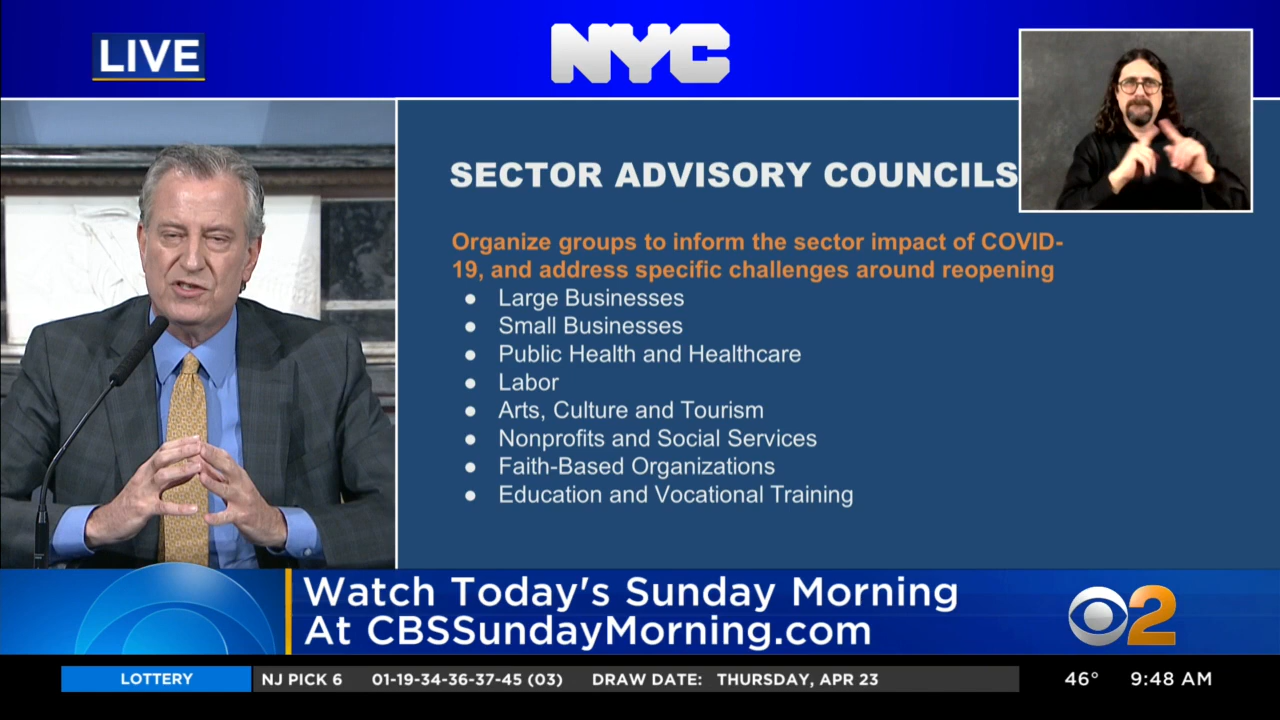 LIVE
NYC
SECTOR ADVISORY COUNCILS
Organize groups to inform the sector impact of COVID-
19, and address specific challenges around reopening
● Large Businesses
● Small Businesses
● Public Health and Healthcare
● Labor
● Arts, Culture and Tourism
● Nonprofits and Social Services
● Faith-Based Organizations
● Education and Vocational Training
Watch Today's Sunday Morning
At CBSSundayMorning.com
2
LOTTERY NJ PICK 6 01-19-34-36-37-45 (03) DRAW DATE: THURSDAY, APR 23 46° 9:48 AM